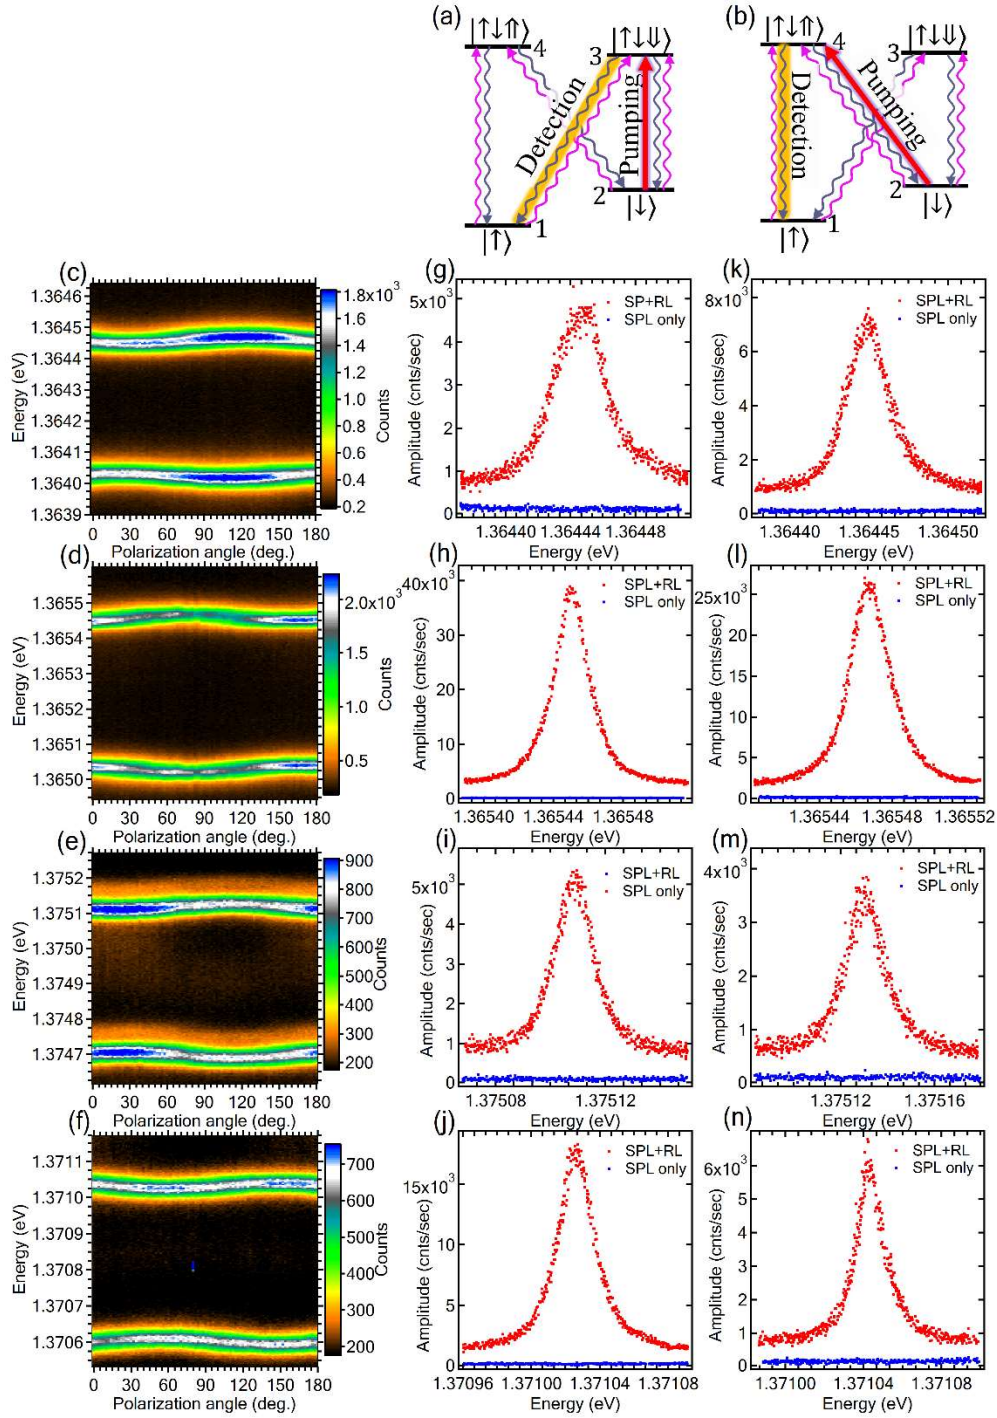 (a)
|↑↓⇑⟩
4
3
|↑↓⇓⟩
Detection
Pumping
2
|↓⟩
1
|↑⟩
(b)
|↑↓⇑⟩
4
3
|↑↓⇓⟩
Detection
Pumping
2
|↓⟩
1
|↑⟩
(c)
1.3646
1.3645
1.3644
1.3643
1.3642
1.3641
1.3640
1.3639
Energy (eV)
0 30 60 90 120 150 180
Polarization angle (deg.)
1.8x10³
1.6
1.4
1.2
1.0
0.8
0.6
0.4
0.2
Counts
(g)
5x10³
4
3
2
1
0
Amplitude (cnts/sec)
SP+RL
SPL only
1.36440 1.36444 1.36448
Energy (eV)
(k)
8x10³
6
4
2
0
Amplitude (cnts/sec)
SPL+RL
SPL only
1.36440 1.36445 1.36450
Energy (eV)
(d)
1.3655
1.3654
1.3653
1.3652
1.3651
1.3650
Energy (eV)
0 30 60 90 120 150 180
Polarization angle (deg.)
2.0x10³
1.5
1.0
0.5
Counts
(h)
40x10³
30
20
10
0
Amplitude (cnts/sec)
SPL+RL
SPL only
1.36540 1.36544 1.36548
Energy (eV)
(l)
25x10³
20
15
10
5
0
Amplitude (cnts/sec)
SPL+RL
SPL only
1.36544 1.36548 1.36552
Energy (eV)
(e)
1.3752
1.3751
1.3750
1.3749
1.3748
1.3747
Energy (eV)
0 30 60 90 120 150 180
Polarization angle (deg.)
900
800
700
600
500
400
300
200
Counts
(i)
5x10³
4
3
2
1
0
Amplitude (cnts/sec)
SPL+RL
SPL only
1.37508 1.37512
Energy (eV)
(m)
4x10³
3
2
1
0
Amplitude (cnts/sec)
SPL+RL
SPL only
1.37512 1.37516
Energy (eV)
(f)
1.3711
1.3710
1.3709
1.3708
1.3707
1.3706
Energy (eV)
0 30 60 90 120 150 180
Polarization angle (deg.)
700
600
500
400
300
200
Counts
(j)
15x10³
10
5
0
Amplitude (cnts/sec)
SPL+RL
SPL only
1.37096 1.37100 1.37104 1.37108
Energy (eV)
(n)
6x10³
5
4
3
2
1
0
Amplitude (cnts/sec)
SPL+RL
SPL only
1.37100 1.37104 1.37108
Energy (eV)